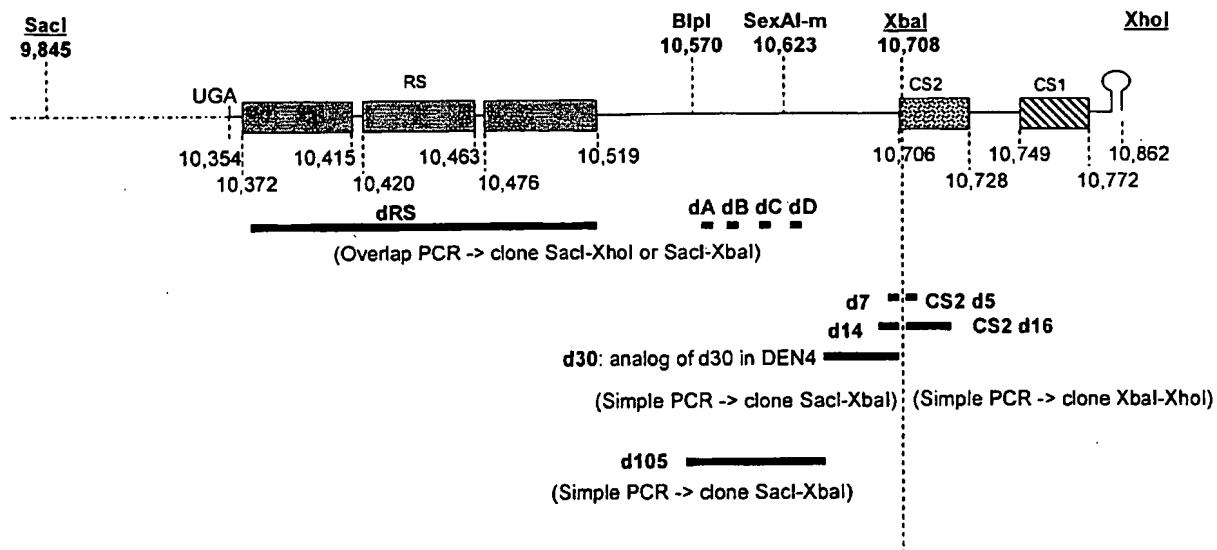 SacI
9,845
BlpI
10,570
SexAI-m
10,623
XbaI
10,708
XhoI
UGA
RS
CS2
CS1
10,354
10,372
10,415
10,420
10,463
10,476
10,519
10,706
10,728
10,749
10,772
10,862
dRS
dA dB dC dD
(Overlap PCR -> clone SacI-XhoI or SacI-XbaI)
d7
CS2 d5
d14
CS2 d16
d30: analog of d30 in DEN4
(Simple PCR -> clone SacI-XbaI)
(Simple PCR -> clone XbaI-XhoI)
d105
(Simple PCR -> clone SacI-XbaI)